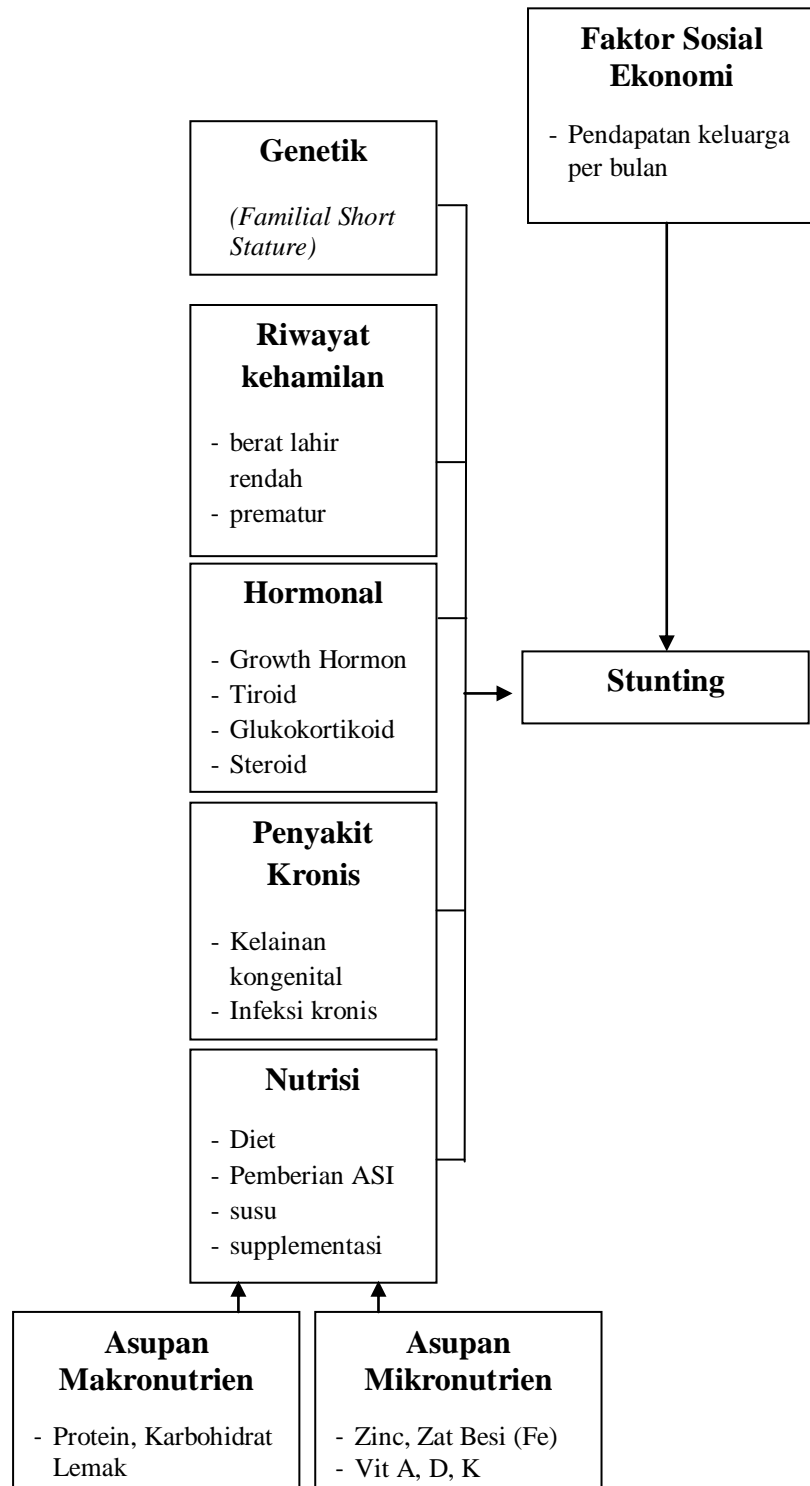 Faktor Sosial
Ekonomi
- Pendapatan keluarga
per bulan
Genetik
(Familial Short
Stature)
Riwayat
kehamilan
- berat lahir
rendah
- prematur
Hormonal
- Growth Hormon
- Tiroid
- Glukokortikoid
- Steroid
Stunting
Penyakit
Kronis
- Kelainan
kongenital
- Infeksi kronis
Nutrisi
- Diet
- Pemberian ASI
- susu
- supplementasi
Asupan
Makronutrien
- Protein, Karbohidrat
Lemak
Asupan
Mikronutrien
- Zinc, Zat Besi (Fe)
- Vit A, D, K